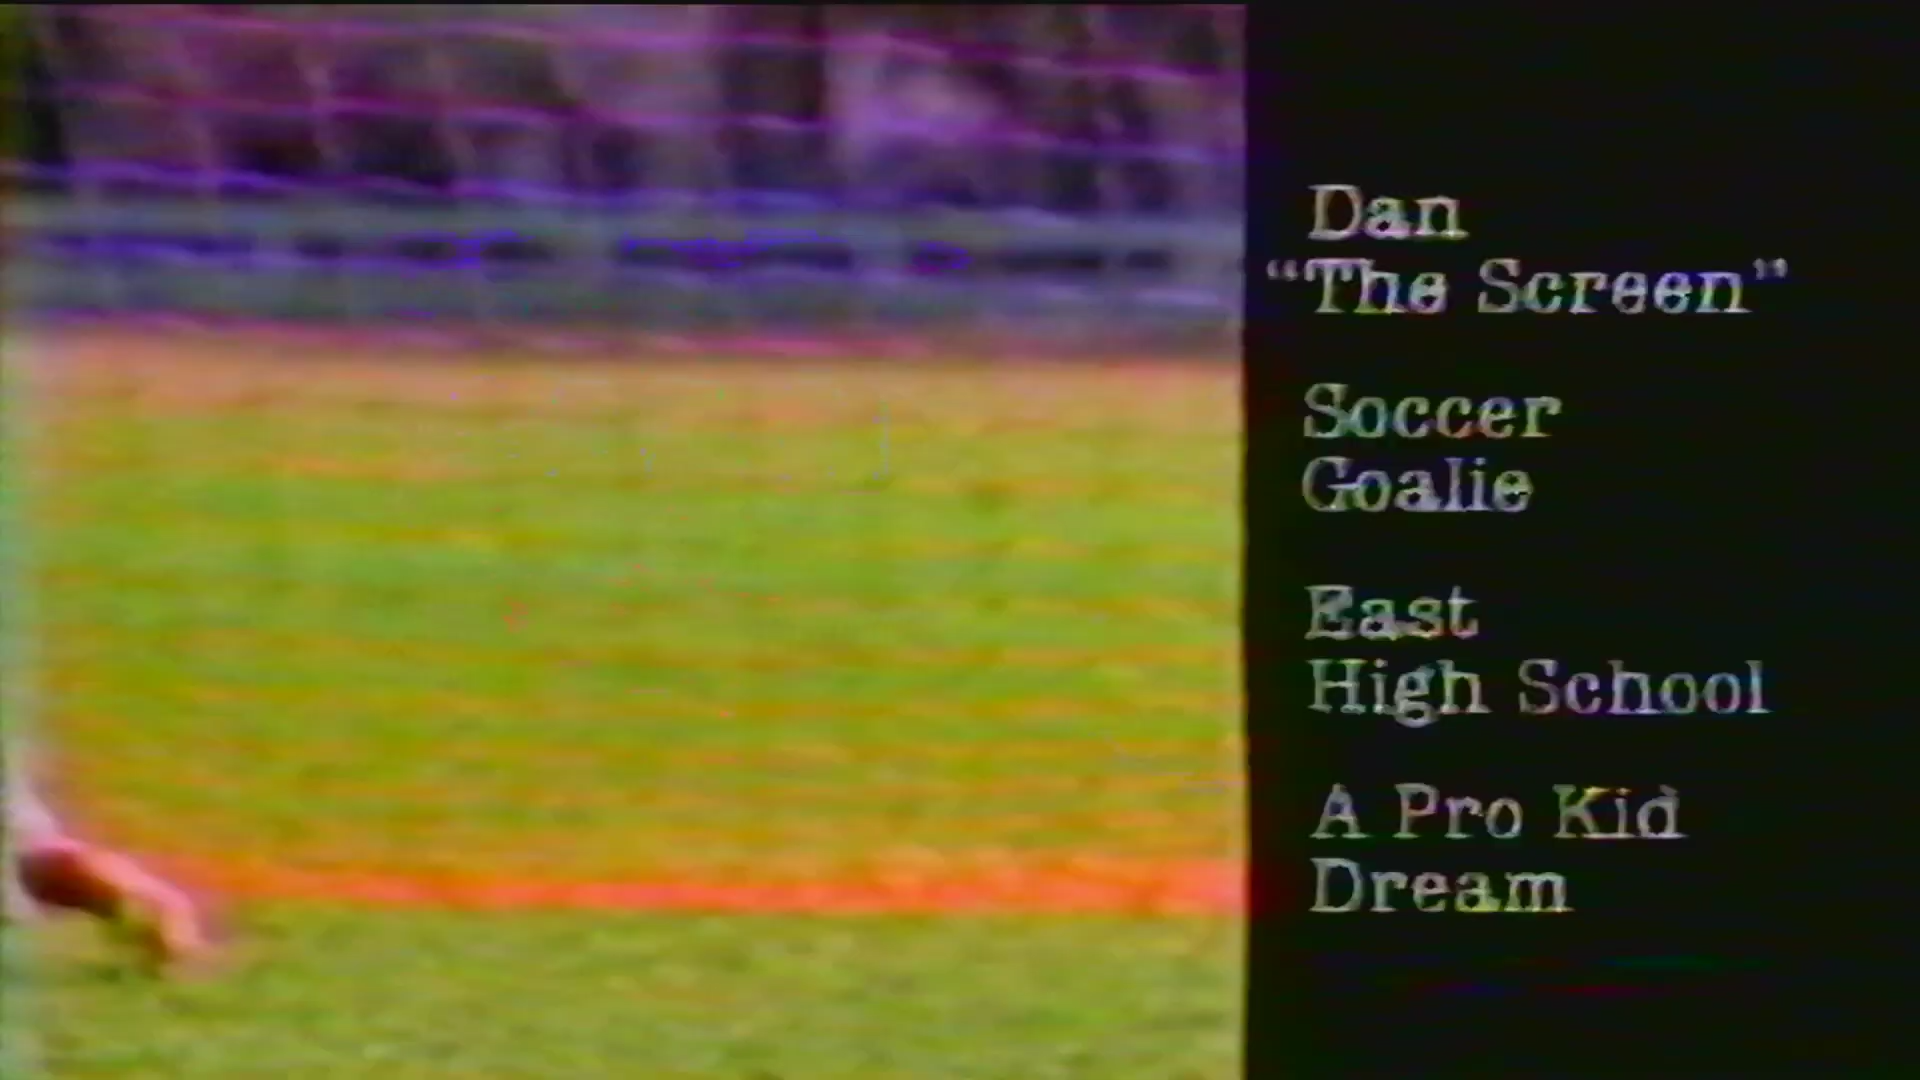 Dan
“The Screen”
Soccer
Goalie
East
High School
A Pro Kid
Dream